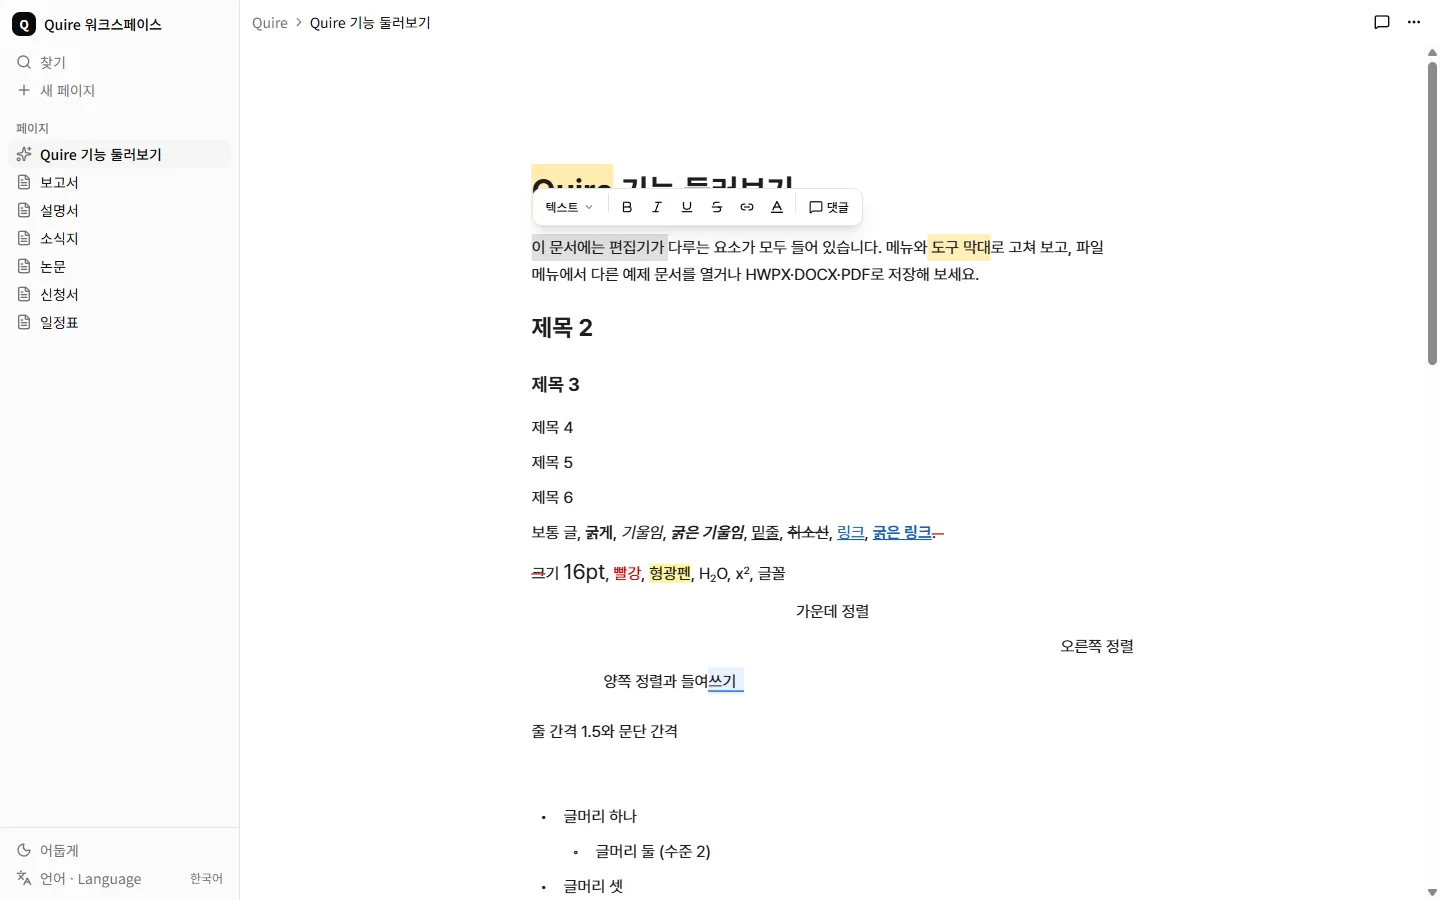 Q Quire 워크스페이스
찾기
새 페이지
페이지
Quire 기능 둘러보기
보고서
설명서
소식지
논문
신청서
일정표
어둡게
언어 · Language 한국어
Quire > Quire 기능 둘러보기
Quire 기능 둘러보기
텍스트 B I U S A 댓글
이 문서에는 편집기가 다루는 요소가 모두 들어 있습니다. 메뉴와 도구 막대로 고쳐 보고, 파일
메뉴에서 다른 예제 문서를 열거나 HWPX·DOCX·PDF로 저장해 보세요.
제목 2
제목 3
제목 4
제목 5
제목 6
보통 글, 굵게, 기울임, 굵은 기울임, 밑줄, 취소선, 링크, 굵은 링크.
크기 16pt, 빨강, 형광펜, H₂O, x², 글꼴
가운데 정렬
오른쪽 정렬
양쪽 정렬과 들여쓰기
줄 간격 1.5와 문단 간격
• 글머리 하나
◦ 글머리 둘 (수준 2)
• 글머리 셋